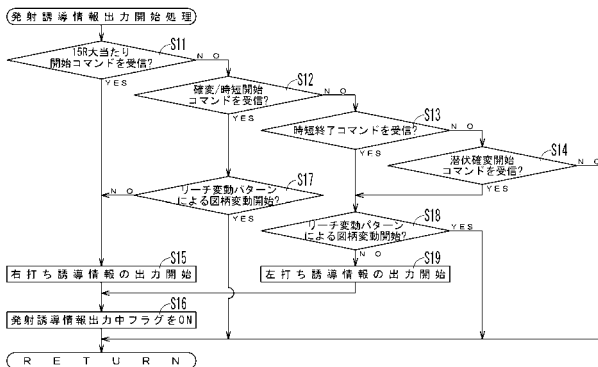 発射誘導情報出力開始処理
S11
15R大当たり
開始コマンドを受信?
NO
YES
S12
確変/時短開始
コマンドを受信?
NO
YES
S13
時短終了コマンドを受信?
NO
YES
S14
潜伏確変開始
コマンドを受信?
NO
YES
S17
リーチ変動パターン
による図柄変動開始?
NO
YES
S18
リーチ変動パターン
による図柄変動開始?
YES
NO
S15
右打ち誘導情報の出力開始
S19
左打ち誘導情報の出力開始
S16
発射誘導情報出力中フラグをON
RETURN